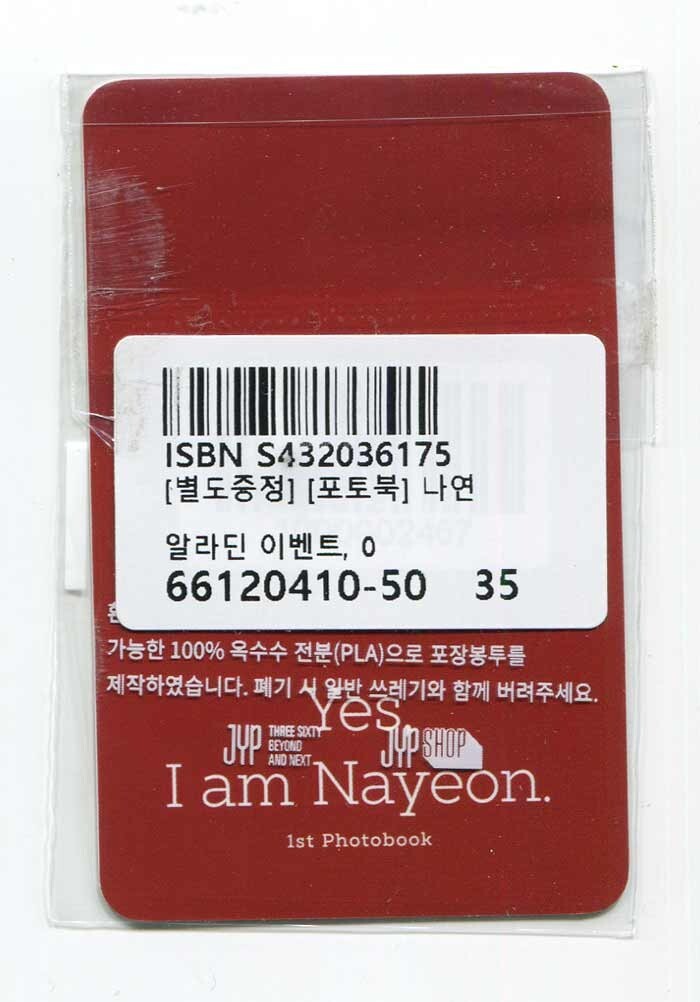 ISBN S432036175
[별도증정] [포토북] 나연
알라딘 이벤트, 0
66120410-50 35
가능한 100% 옥수수 전분(PLA)으로 포장봉투를
제작하였습니다. 폐기 시 일반 쓰레기와 함께 버려주세요.
Yes,
JYP THREE SIXTY BEYOND AND NEXT JYP SHOP
I am Nayeon.
1st Photobook